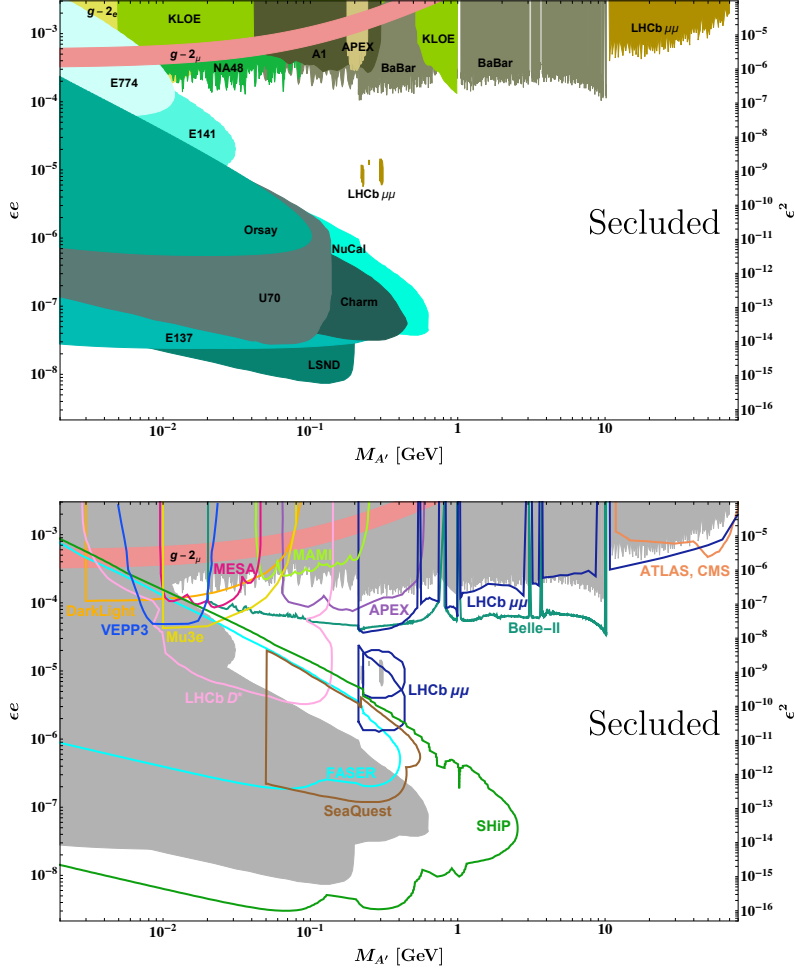 g−2ₑ
KLOE
10⁻³
10⁻⁵
LHCb μμ
g−2μ
APEX
A1
KLOE
NA48
BaBar
BaBar
10⁻⁶
E774
10⁻⁴
10⁻⁷
E141
10⁻⁸
10⁻⁵
10⁻⁹
LHCb μμ
10⁻¹⁰
ϵe
Secluded
ϵ²
Orsay
10⁻⁶
10⁻¹¹
NuCal
10⁻¹²
U70
Charm
10⁻⁷
10⁻¹³
E137
10⁻¹⁴
LSND
10⁻⁸
10⁻¹⁵
10⁻¹⁶
10⁻² 10⁻¹ 1 10
M_A′ [GeV]
10⁻³
10⁻⁵
g−2μ
MAMI
MESA
ATLAS, CMS
10⁻⁶
DarkLight
APEX
LHCb μμ
10⁻⁴
10⁻⁷
VEPP3
Mu3e
Belle−II
10⁻⁸
10⁻⁵
10⁻⁹
LHCb D*
LHCb μμ
10⁻¹⁰
ϵe
Secluded
ϵ²
10⁻⁶
10⁻¹¹
FASER
10⁻¹²
SeaQuest
10⁻⁷
10⁻¹³
SHiP
10⁻¹⁴
10⁻⁸
10⁻¹⁵
10⁻¹⁶
10⁻² 10⁻¹ 1 10
M_A′ [GeV]